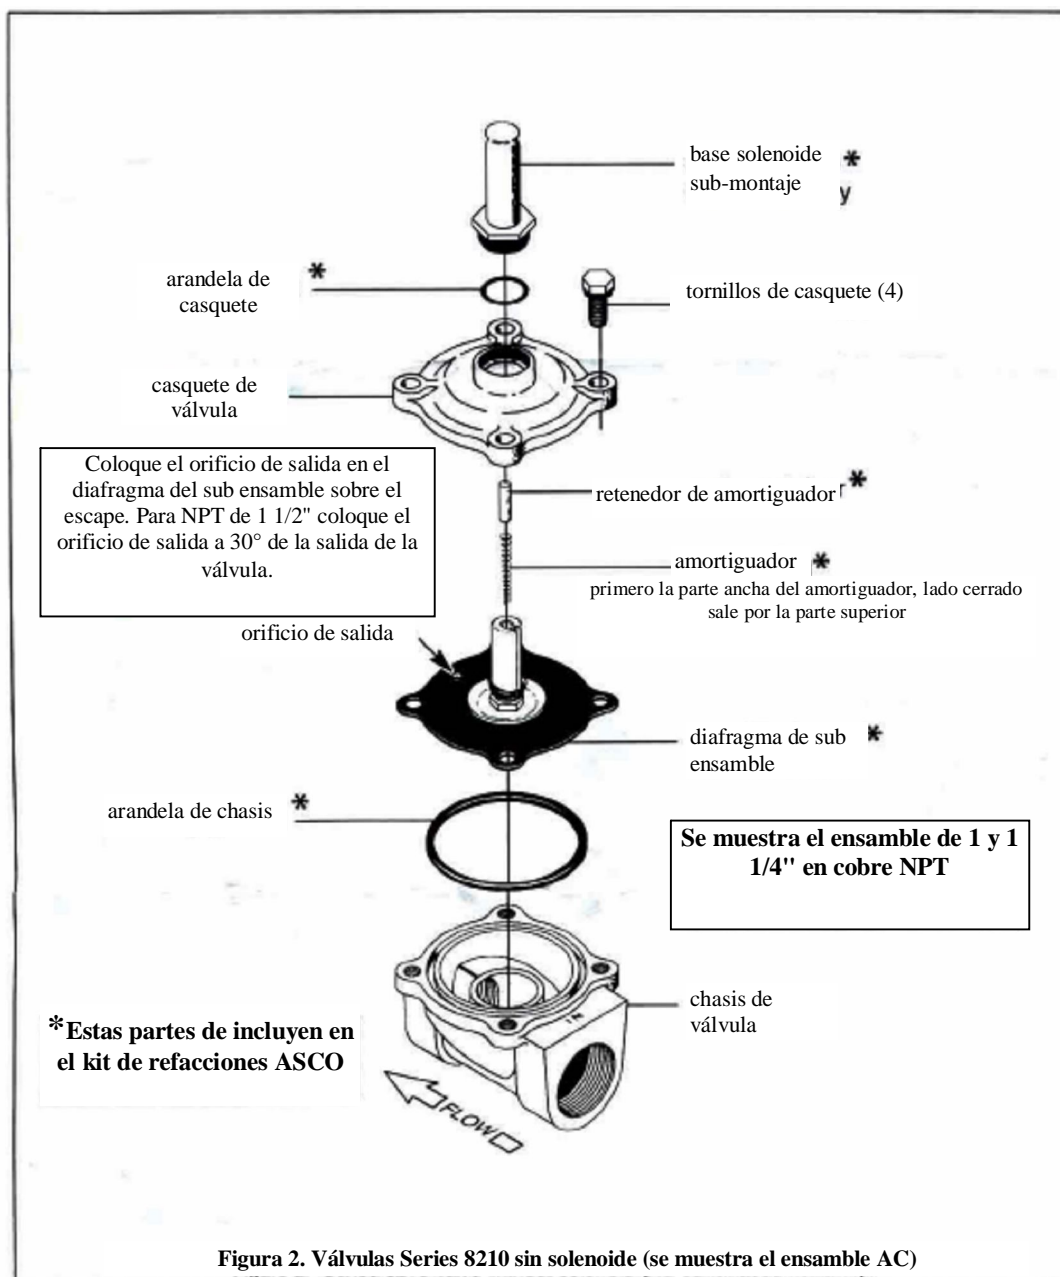 base solenoide *
sub-montaje y
arandela de *
casquete
tornillos de casquete (4)
casquete de
válvula
Coloque el orificio de salida en el
diafragma del sub ensamble sobre el
escape. Para NPT de 1 1/2" coloque el
orificio de salida a 30° de la salida de la
válvula.
retenedor de amortiguador *
amortiguador *
primero la parte ancha del amortiguador, lado cerrado
sale por la parte superior
orificio de salida
diafragma de sub *
ensamble
arandela de chasis *
Se muestra el ensamble de 1 y 1
1/4'' en cobre NPT
chasis de
válvula
IN
*Estas partes de incluyen en
el kit de refacciones ASCO
FLOW
Figura 2. Válvulas Series 8210 sin solenoide (se muestra el ensamble AC)